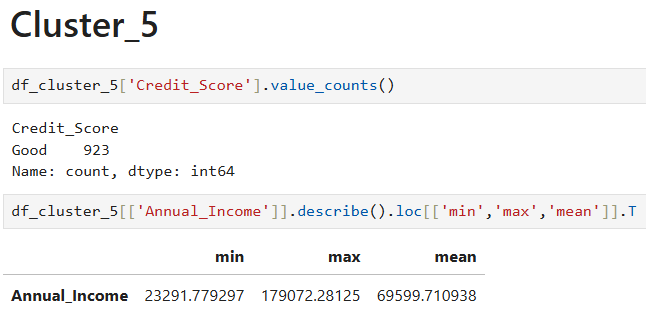 Cluster_5
df_cluster_5['Credit_Score'].value_counts()
Credit_Score
Good    923
Name: count, dtype: int64
df_cluster_5[['Annual_Income']].describe().loc[['min','max','mean']].T
min max mean
Annual_Income 23291.779297 179072.28125 69599.710938